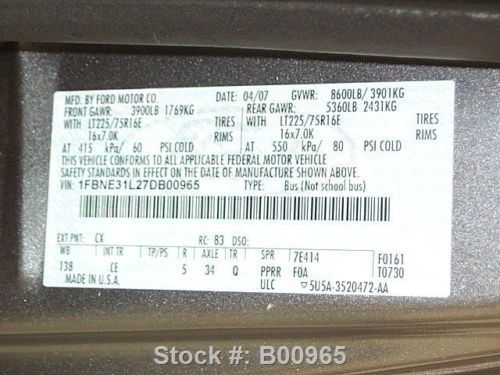 MFD. BY FORD MOTOR CO. DATE: 04/07 GVWR: 8600LB/ 3901KG
FRONT GAWR: 3900LB 1769KG REAR GAWR: 5360LB 2431KG
WITH LT225/75R16E TIRES WITH LT225/75R16E TIRES
16x7.0K RIMS 16x7.0K RIMS
AT 415 kPa/ 60 PSI COLD AT 550 kPa/ 80 PSI COLD
THIS VEHICLE CONFORMS TO ALL APPLICABLE FEDERAL MOTOR VEHICLE
SAFETY STANDARDS IN EFFECT ON THE DATE OF MANUFACTURE SHOWN ABOVE.
VIN: 1FBNE31L27DB00965 TYPE: Bus (Not school bus)
EXT PNT: CX RC: B3 DSO:
WB INT TR TP/PS R AXLE TR SPR 7E414 F0161
138 CE 5 34 Q PPRR F0A T0730
MADE IN U.S.A. ULC ▽5U5A-3520472-AA
Stock #: B00965